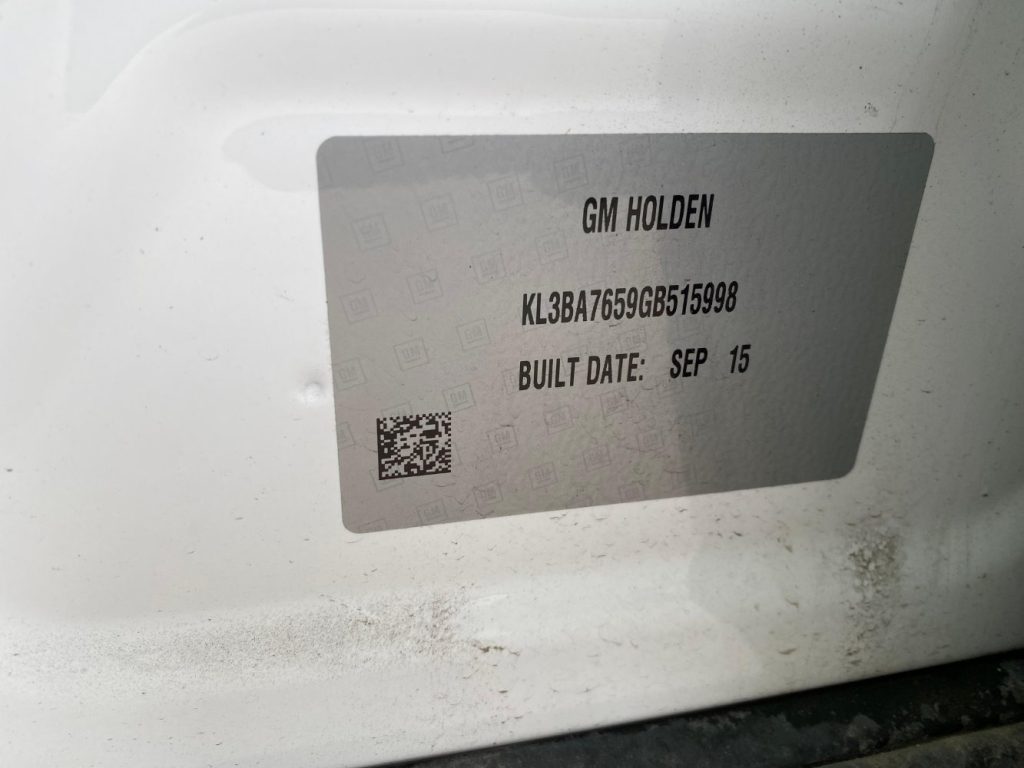 GM HOLDEN
KL3BA7659GB515998
BUILT DATE: SEP 15